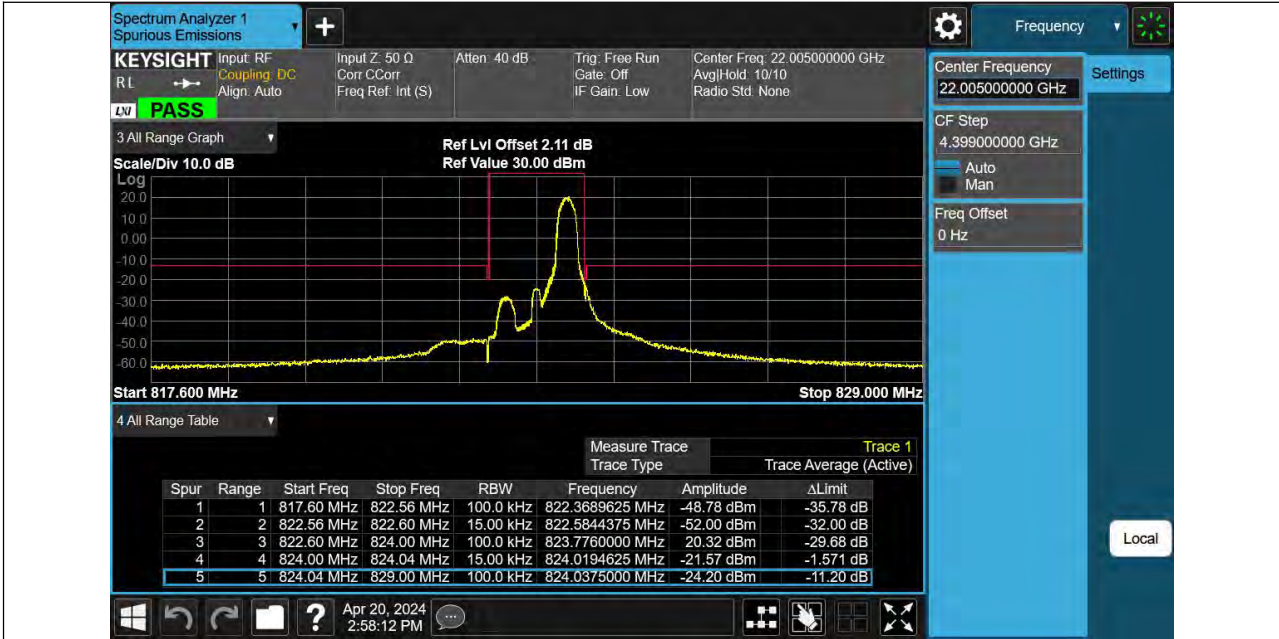 Spectrum Analyzer 1
Spurious Emissions
Frequency
KEYSIGHT Input: RF Input Z: 50 Ω Atten: 40 dB Trig: Free Run Center Freq: 22.005000000 GHz
R L Coupling: DC Corr CCorr Gate: Off Avg|Hold: 10/10
Align: Auto Freq Ref: Int (S) IF Gain: Low Radio Std: None
LXI PASS
Center Frequency
22.005000000 GHz
Settings
CF Step
4.399000000 GHz
Auto
Man
Freq Offset
0 Hz
Local
3 All Range Graph
Ref Lvl Offset 2.11 dB
Scale/Div 10.0 dB Ref Value 30.00 dBm
Log
20.0
10.0
0.00
-10.0
-20.0
-30.0
-40.0
-50.0
-60.0
Start 817.600 MHz Stop 829.000 MHz
4 All Range Table
Measure Trace Trace 1
Trace Type Trace Average (Active)
Spur Range Start Freq Stop Freq RBW Frequency Amplitude ΔLimit
1 1 817.60 MHz 822.56 MHz 100.0 kHz 822.3689625 MHz -48.78 dBm -35.78 dB
2 2 822.56 MHz 822.60 MHz 15.00 kHz 822.5844375 MHz -52.00 dBm -32.00 dB
3 3 822.60 MHz 824.00 MHz 100.0 kHz 823.7760000 MHz 20.32 dBm -29.68 dB
4 4 824.00 MHz 824.04 MHz 15.00 kHz 824.0194625 MHz -21.57 dBm -1.571 dB
5 5 824.04 MHz 829.00 MHz 100.0 kHz 824.0375000 MHz -24.20 dBm -11.20 dB
? Apr 20, 2024
2:58:12 PM